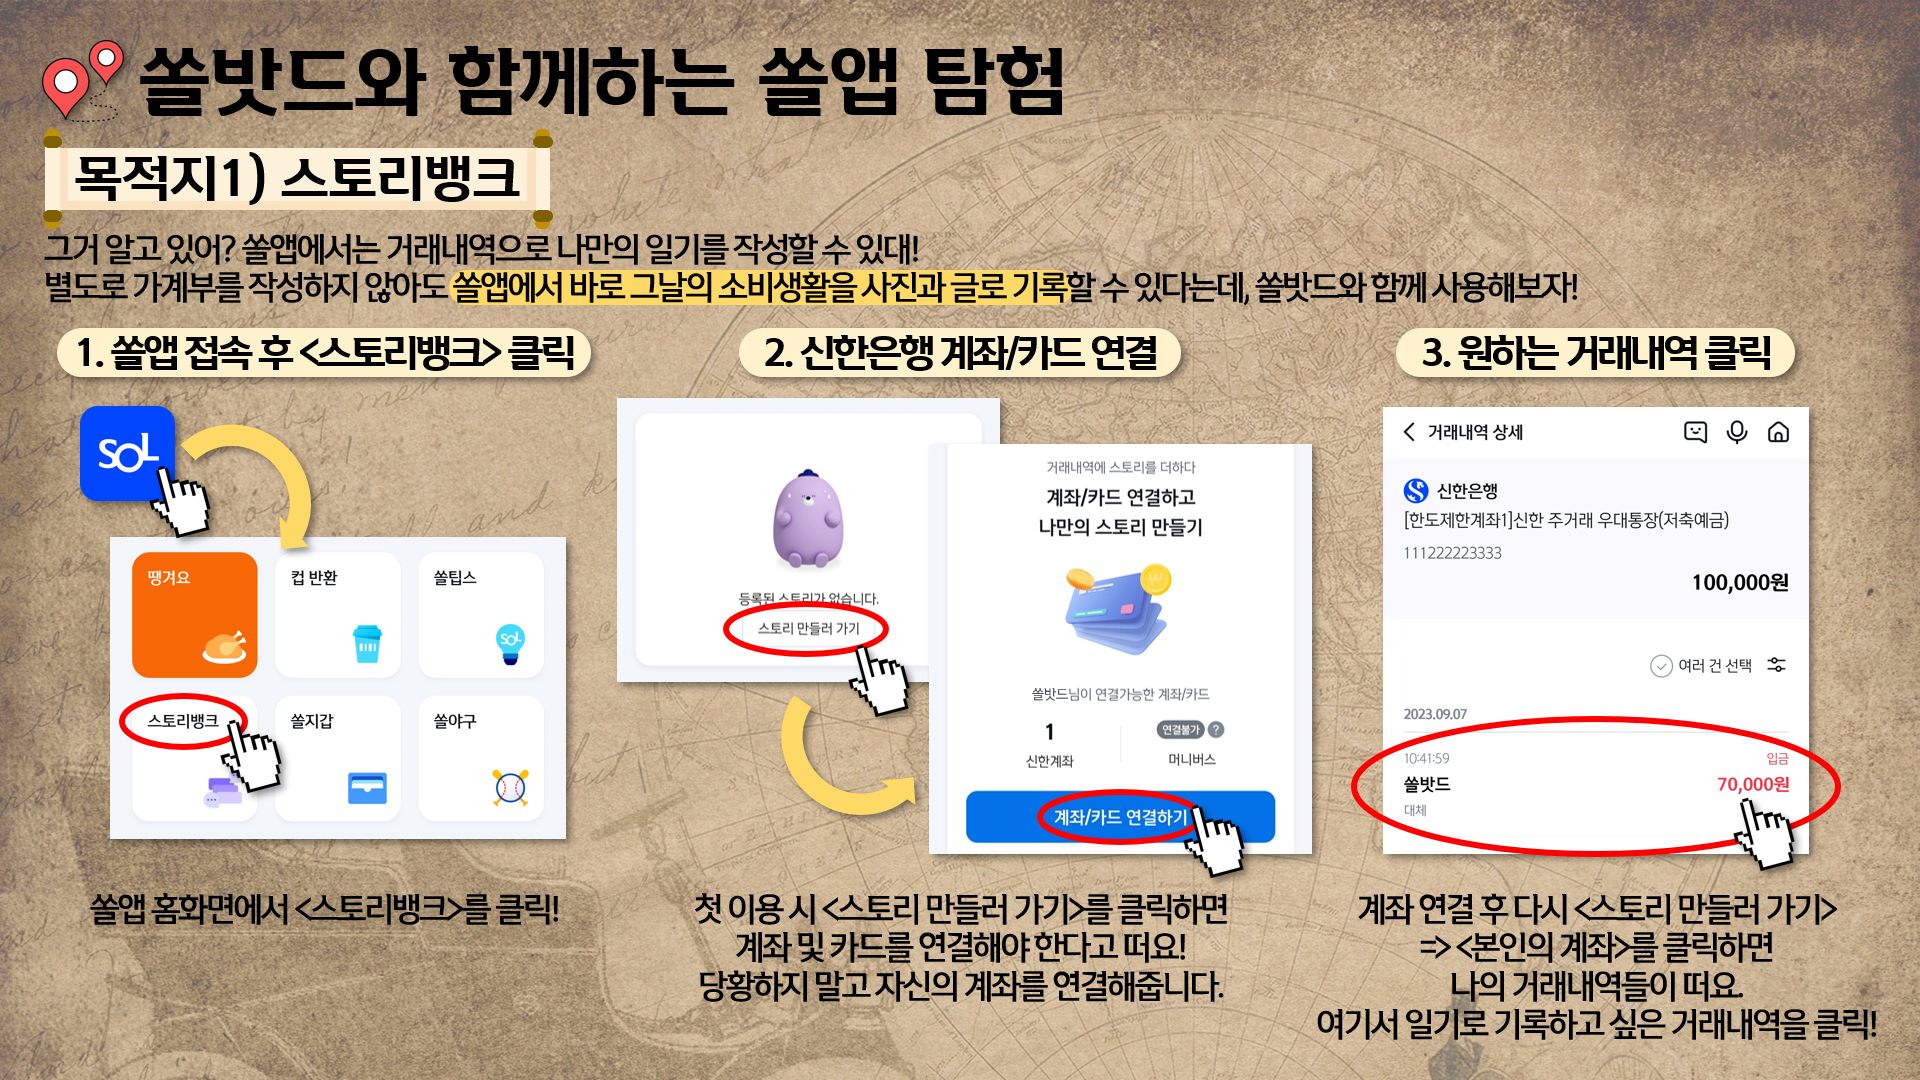 쏠밧드와 함께하는 쏠앱 탐험
목적지1) 스토리뱅크
그거 알고 있어? 쏠앱에서는 거래내역으로 나만의 일기를 작성할 수 있대!
별도로 가계부를 작성하지 않아도 쏠앱에서 바로 그날의 소비생활을 사진과 글로 기록할 수 있다는데, 쏠밧드와 함께 사용해보자!
1. 쏠앱 접속 후 <스토리뱅크> 클릭
SOL
땡겨요
컵 반환
쏠팁스
SOL
스토리뱅크
쏠지갑
쏠야구
쏠앱 홈화면에서 <스토리뱅크>를 클릭!
2. 신한은행 계좌/카드 연결
등록된 스토리가 없습니다.
스토리 만들러 가기
거래내역에 스토리를 더하다
계좌/카드 연결하고
나만의 스토리 만들기
쏠밧드님이 연결가능한 계좌/카드
1
신한계좌
연결불가 ?
머니버스
계좌/카드 연결하기
첫 이용 시 <스토리 만들러 가기>를 클릭하면
계좌 및 카드를 연결해야 한다고 떠요!
당황하지 말고 자신의 계좌를 연결해줍니다.
3. 원하는 거래내역 클릭
거래내역 상세
신한은행
[한도제한계좌1]신한 주거래 우대통장(저축예금)
111222223333
100,000원
여러 건 선택
2023.09.07
10:41:59 입금
쏠밧드 70,000원
대체
계좌 연결 후 다시 <스토리 만들러 가기>
=> <본인의 계좌>를 클릭하면
나의 거래내역들이 떠요.
여기서 일기로 기록하고 싶은 거래내역을 클릭!